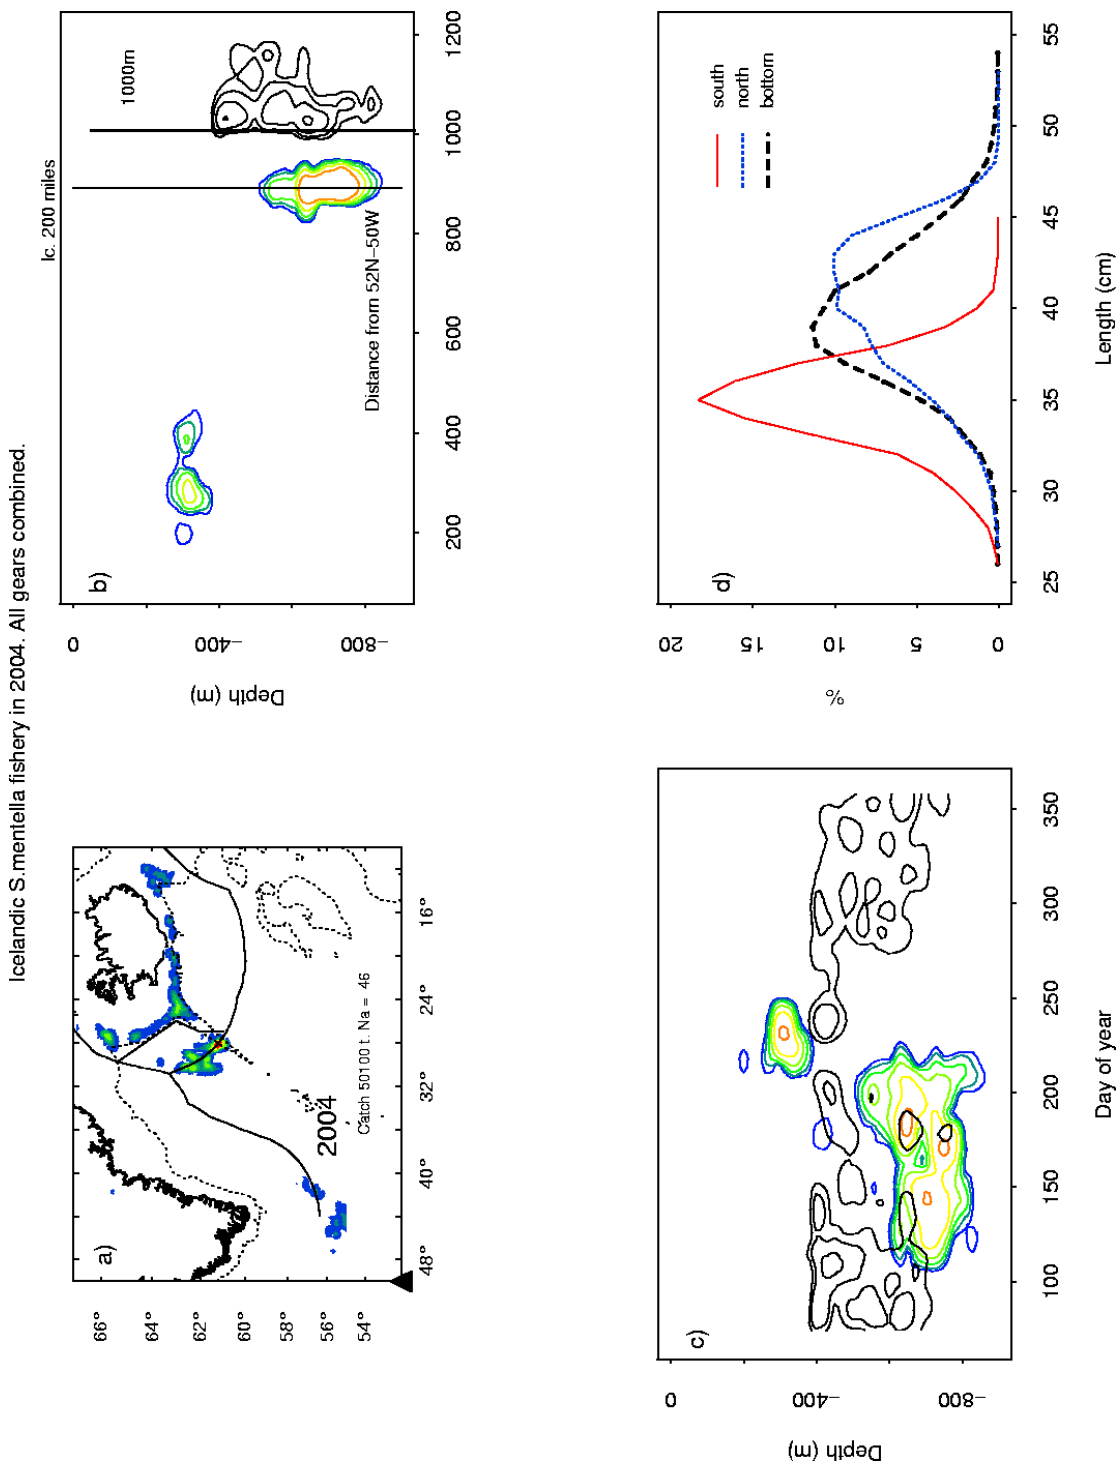 Icelandic S.mentella fishery in 2004. All gears combined.
a)
66°
64°
62°
60°
58°
56°
54°
48°
40°
32°
24°
16°
2004
Catch 50100 t. Na = 46
b)
Ic. 200 miles
1000m
Distance from 52N-50W
Depth (m)
0
-400
-800
200
400
600
800
1000
1200
c)
Depth (m)
0
-400
-800
100
150
200
250
300
350
Day of year
d)
south
north
bottom
%
20
15
10
5
0
25
30
35
40
45
50
55
Length (cm)